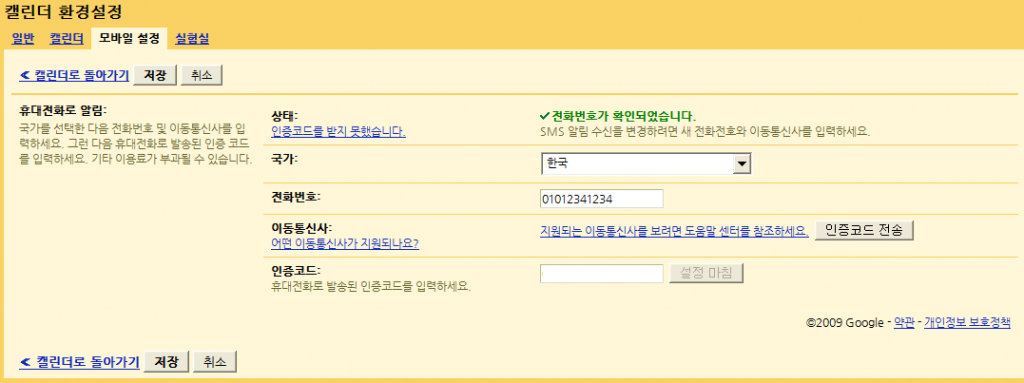 캘린더 환경설정
일반 캘린더 모바일 설정 실험실
≪ 캘린더로 돌아가기 저장 취소
휴대전화로 알림:
국가를 선택한 다음 전화번호 및 이동통신사를 입
력하세요. 그런 다음 휴대전화로 발송된 인증 코드
를 입력하세요. 기타 이용료가 부과될 수 있습니다.
상태: ✔전화번호가 확인되었습니다.
인증코드를 받지 못했습니다. SMS 알림 수신을 변경하려면 새 전화전호와 이동통신사를 입력하세요.
국가: 한국
전화번호: 01012341234
이동통신사: 지원되는 이동통신사를 보려면 도움말 센터를 참조하세요. 인증코드 전송
어떤 이동통신사가 지원되나요?
인증코드: 설정 마침
휴대전화로 발송된 인증코드를 입력하세요.
©2009 Google - 약관 - 개인정보 보호정책
≪ 캘린더로 돌아가기 저장 취소